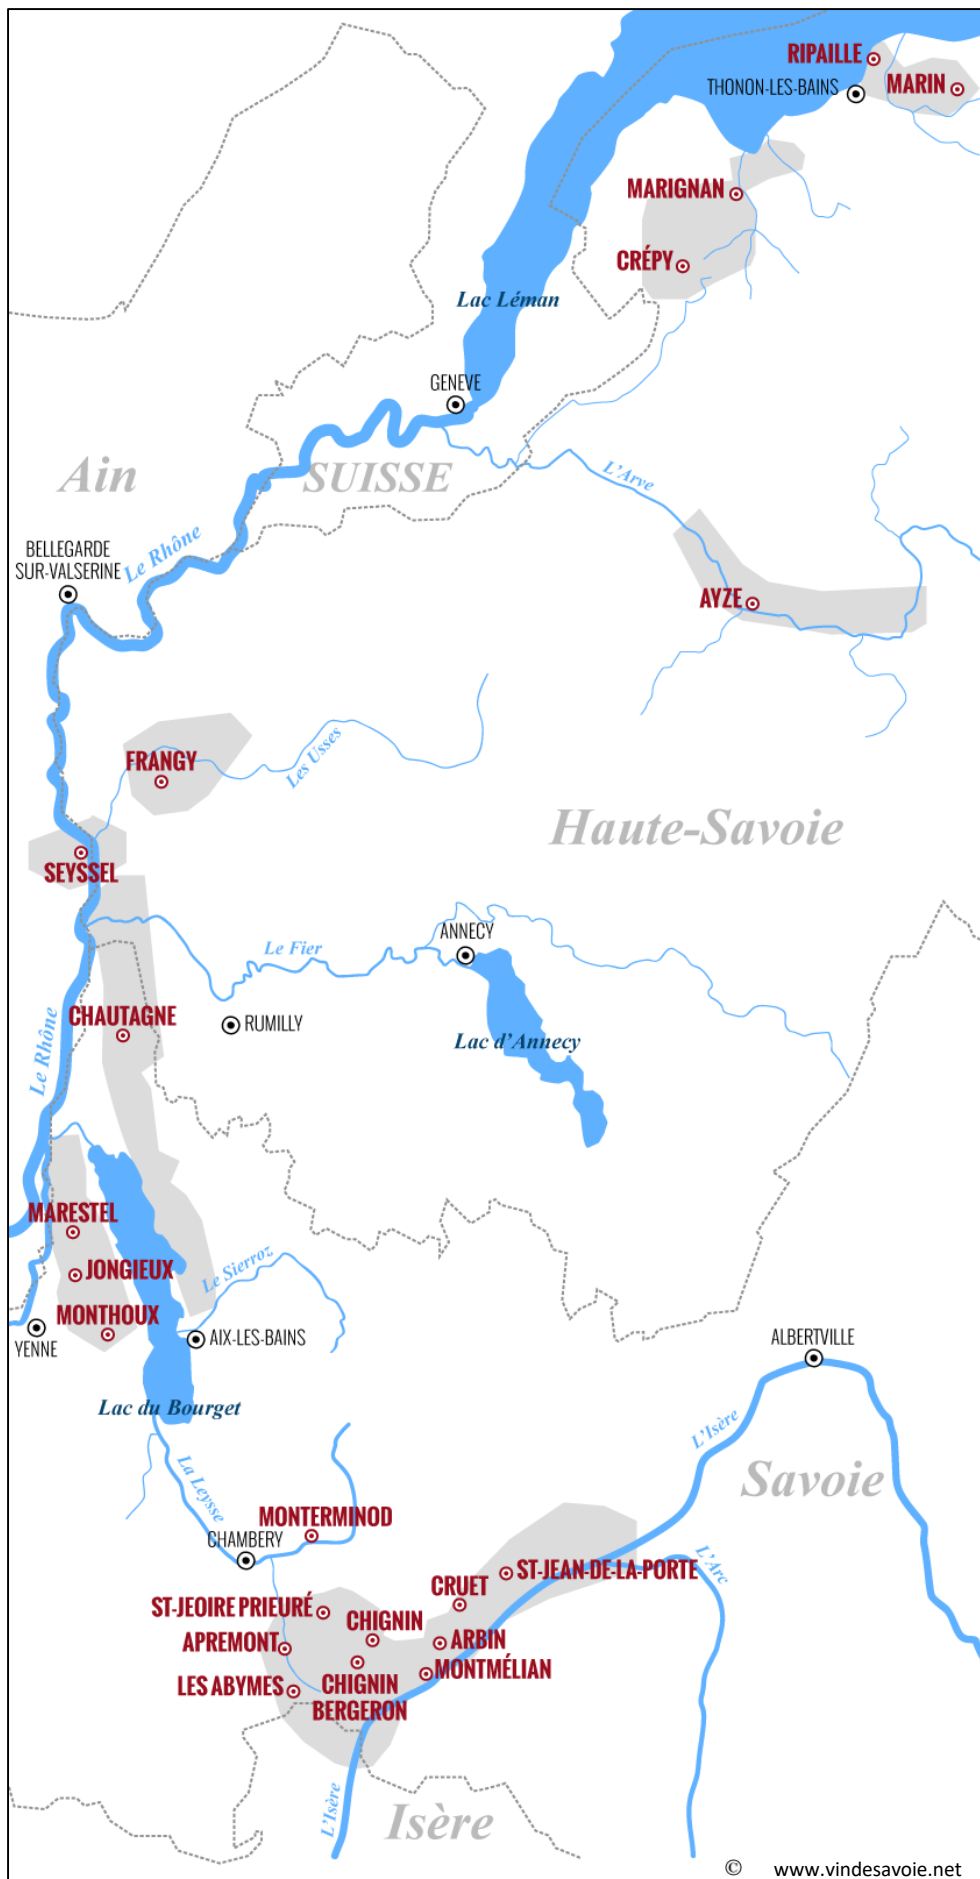 RIPAILLE
MARIN
THONON-LES-BAINS
MARIGNAN
CRÉPY
Lac Léman
GENEVE
Ain
SUISSE
L'Arve
Le Rhône
BELLEGARDE
SUR-VALSERINE
AYZE
FRANGY
Les Usses
Haute-Savoie
SEYSSEL
ANNECY
Le Fier
CHAUTAGNE
RUMILLY
Lac d'Annecy
Le Rhône
MARESTEL
JONGIEUX
Le Sierroz
MONTHOUX
YENNE
AIX-LES-BAINS
ALBERTVILLE
Lac du Bourget
L'Isère
La Leysse
Savoie
MONTERMINOD
CHAMBERY
ST-JEAN-DE-LA-PORTE
L'Arc
CRUET
ST-JEOIRE PRIEURÉ
CHIGNIN
APREMONT
ARBIN
MONTMÉLIAN
LES ABYMES
CHIGNIN
BERGERON
L'Isère
Isère
© www.vindesavoie.net